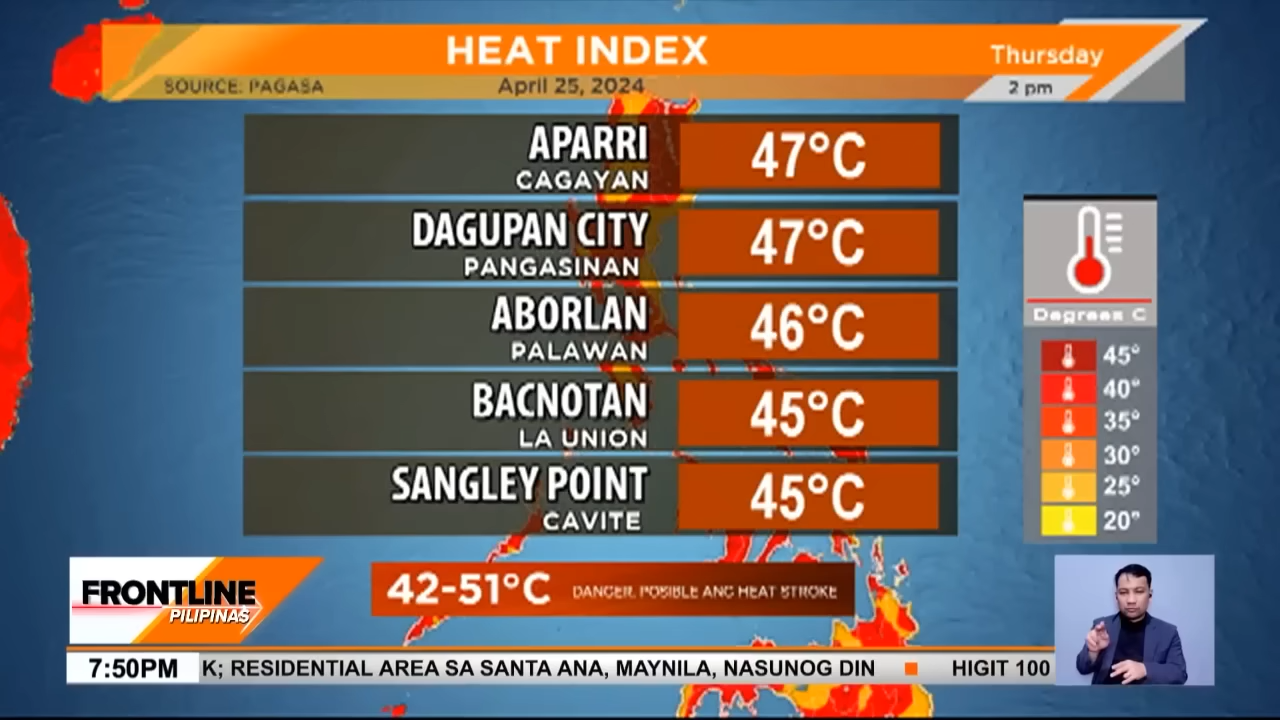 HEAT INDEX
Thursday
SOURCE: PAGASA
April 25, 2024
2 pm
APARRI
CAGAYAN
47°C
DAGUPAN CITY
PANGASINAN
47°C
ABORLAN
PALAWAN
46°C
BACNOTAN
LA UNION
45°C
SANGLEY POINT
CAVITE
45°C
Degrees C
45°
40°
35°
30°
25°
20°
42-51°C
DANGER, POSIBLE ANG HEAT STROKE
FRONTLINE
PILIPINAS
7:50PM
K; RESIDENTIAL AREA SA SANTA ANA, MAYNILA, NASUNOG DIN
HIGIT 100